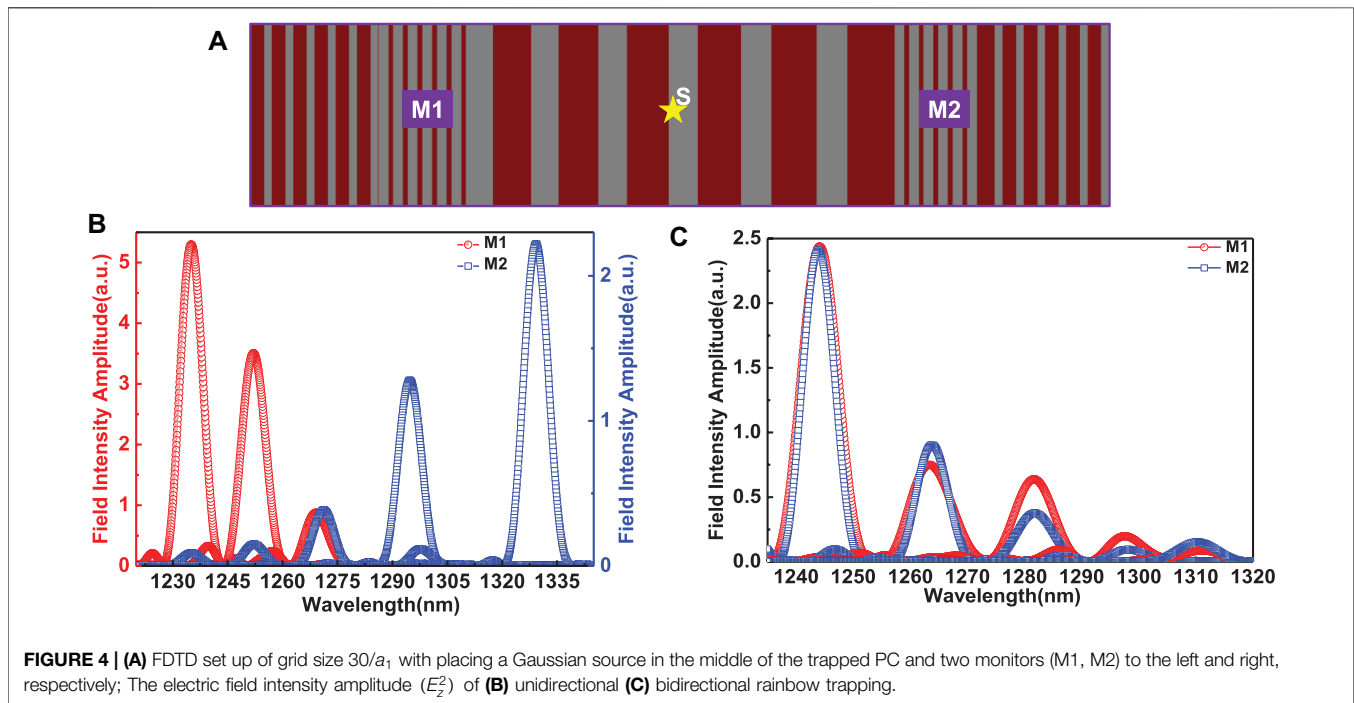 A
M1
S
M2
B
M1
M2
Field Intensity Amplitude(a.u.)
5
4
3
2
1
0
2
1
0
Field Intensity Amplitude(a.u.)
1230 1245 1260 1275 1290 1305 1320 1335
Wavelength(nm)
C
M1
M2
Field Intensity Amplitude(a.u.)
2.5
2.0
1.5
1.0
0.5
0.0
1240 1250 1260 1270 1280 1290 1300 1310 1320
Wavelength(nm)
FIGURE 4 | (A) FDTD set up of grid size 30/a₁ with placing a Gaussian source in the middle of the trapped PC and two monitors (M1, M2) to the left and right,
respectively; The electric field intensity amplitude (E_z^2) of (B) unidirectional (C) bidirectional rainbow trapping.